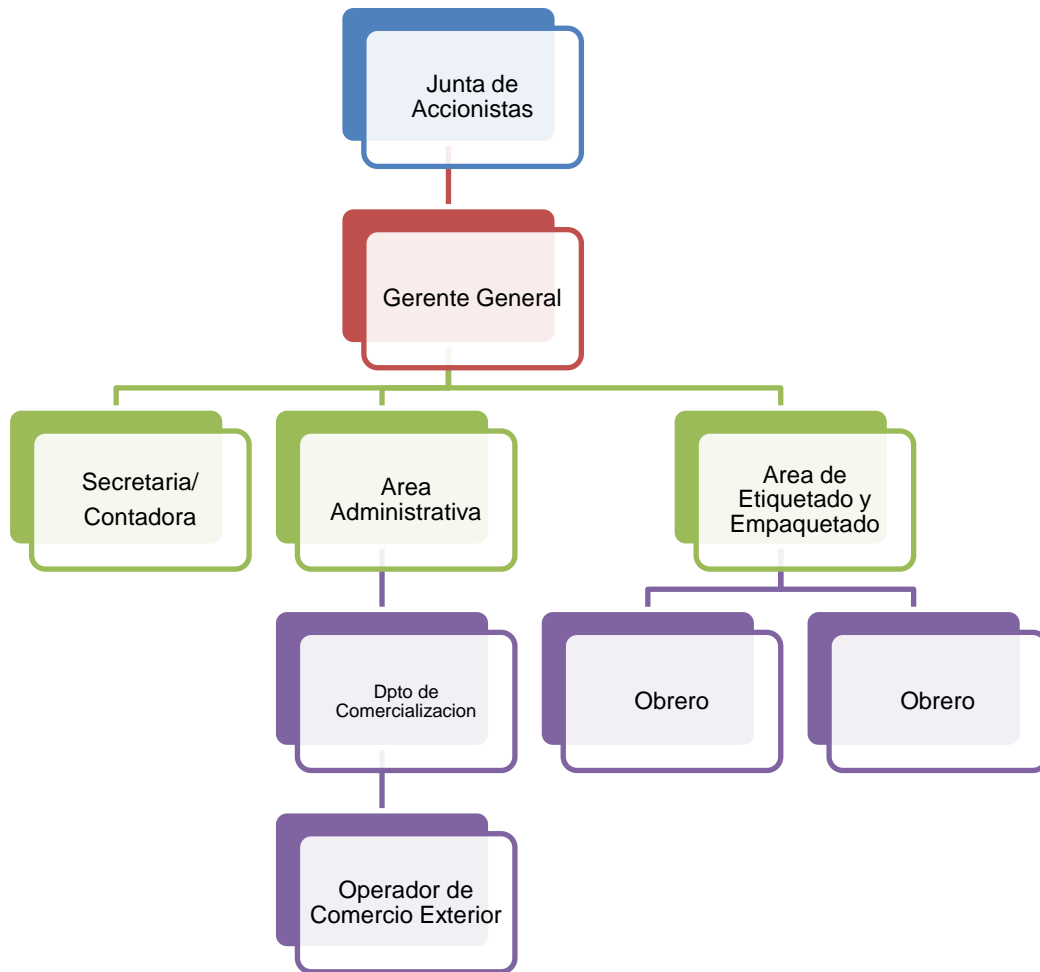 Junta de
Accionistas
Gerente General
Secretaria/
Contadora
Area
Administrativa
Area de
Etiquetado y
Empaquetado
Dpto de
Comercializacion
Obrero
Obrero
Operador de
Comercio Exterior